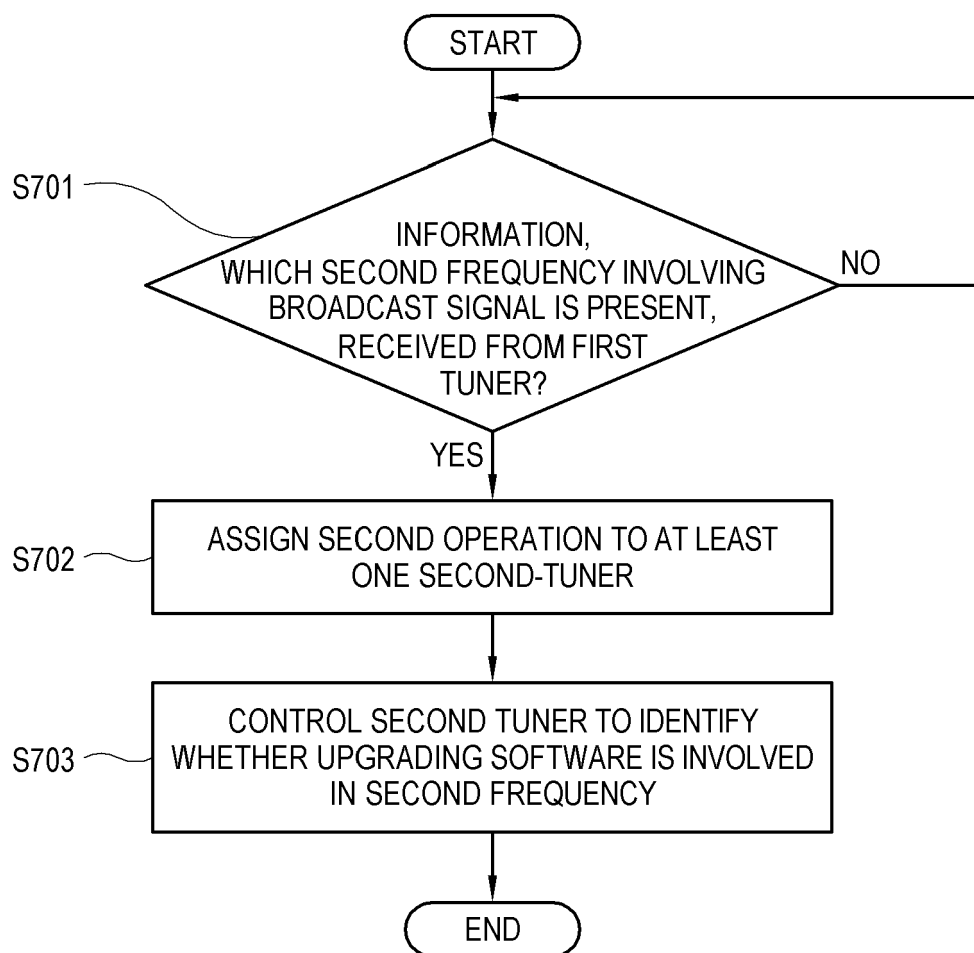 START
S701
INFORMATION,
WHICH SECOND FREQUENCY INVOLVING
BROADCAST SIGNAL IS PRESENT,
RECEIVED FROM FIRST
TUNER?
NO
YES
S702
ASSIGN SECOND OPERATION TO AT LEAST
ONE SECOND-TUNER
S703
CONTROL SECOND TUNER TO IDENTIFY
WHETHER UPGRADING SOFTWARE IS INVOLVED
IN SECOND FREQUENCY
END